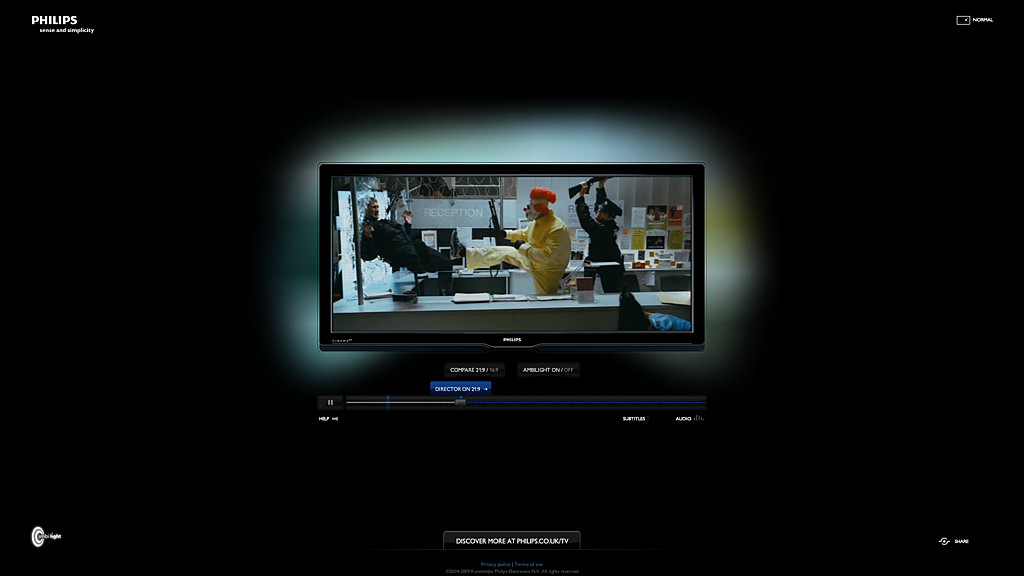 PHILIPS
sense and simplicity
NORMAL
RECEPTION
PHILIPS
COMPARE 21:9 / 16:9
AMBILIGHT ON / OFF
DIRECTOR ON 21:9
HELP
SUBTITLES
AUDIO
light
SHARE
DISCOVER MORE AT PHILIPS.CO.UK/TV
Privacy policy | Terms of use
©2004-2009 Koninklijke Philips Electronics N.V. All rights reserved.